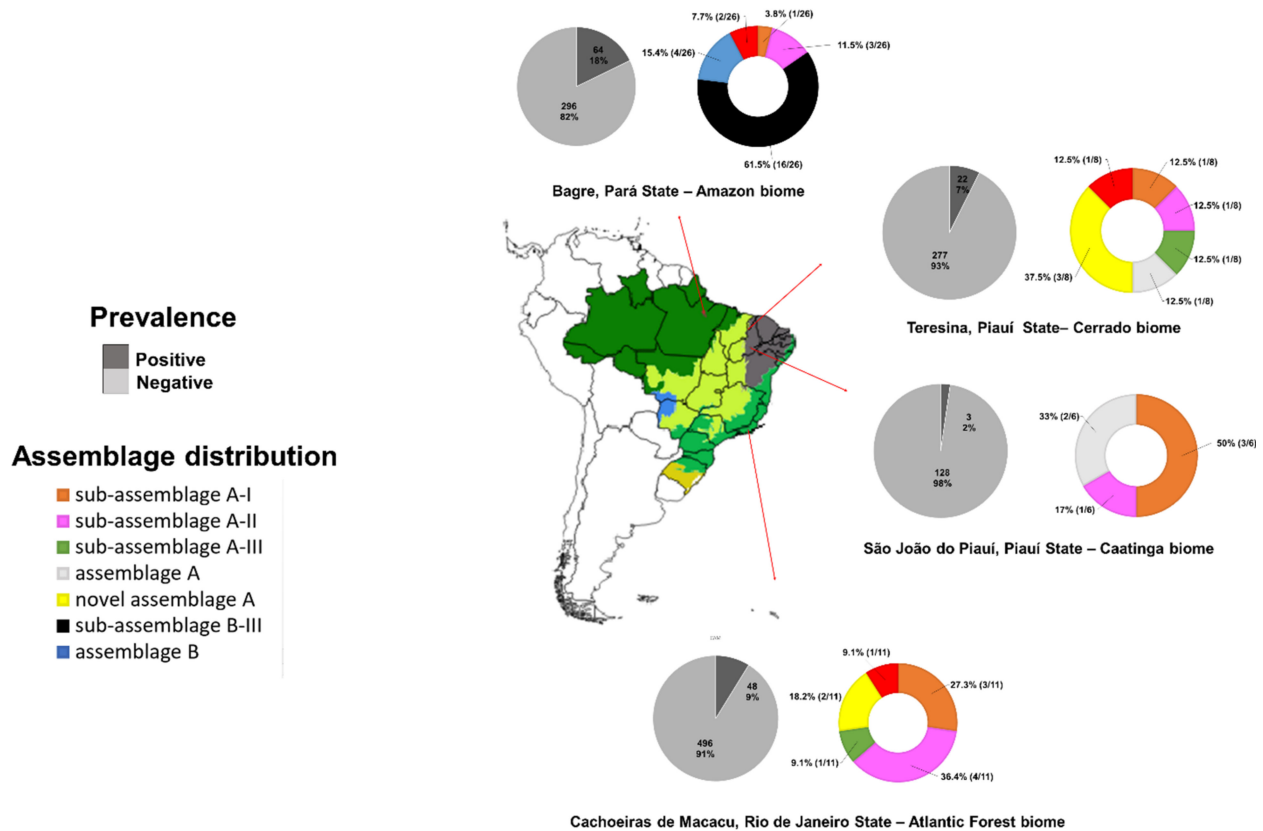 7.7% (2/26)
3.8% (1/26)
15.4% (4/26)
11.5% (3/26)
64
18%
296
82%
61.5% (16/26)
Bagre, Pará State – Amazon biome
12.5% (1/8)
12.5% (1/8)
22
7%
12.5% (1/8)
277
93%
37.5% (3/8)
12.5% (1/8)
12.5% (1/8)
Teresina, Piauí State– Cerrado biome
Prevalence
Positive
Negative
33% (2/6)
3
2%
50% (3/6)
128
98%
17% (1/6)
São João do Piauí, Piauí State – Caatinga biome
Assemblage distribution
sub-assemblage A-I
sub-assemblage A-II
sub-assemblage A-III
assemblage A
novel assemblage A
sub-assemblage B-III
assemblage B
9.1% (1/11)
48
9%
27.3% (3/11)
18.2% (2/11)
496
91%
9.1% (1/11)
36.4% (4/11)
Cachoeiras de Macacu, Rio de Janeiro State – Atlantic Forest biome